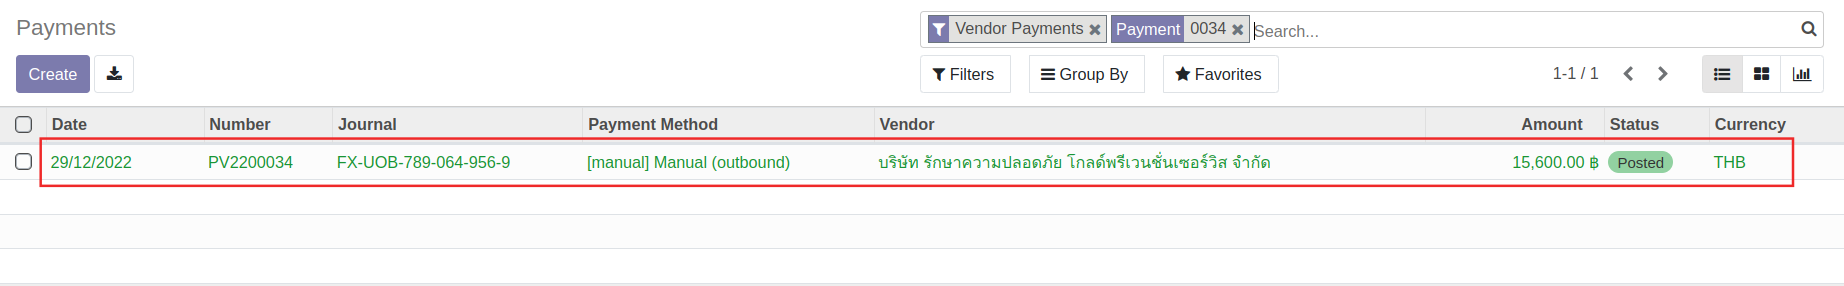 Payments
Vendor Payments Payment 0034 Search...
Create Filters Group By Favorites 1-1 / 1
Date Number Journal Payment Method Vendor Amount Status Currency
29/12/2022 PV2200034 FX-UOB-789-064-956-9 [manual] Manual (outbound) บริษัท รักษาความปลอดภัย โกลด์พรีเวนชั่นเซอร์วิส จำกัด 15,600.00 ฿ Posted THB